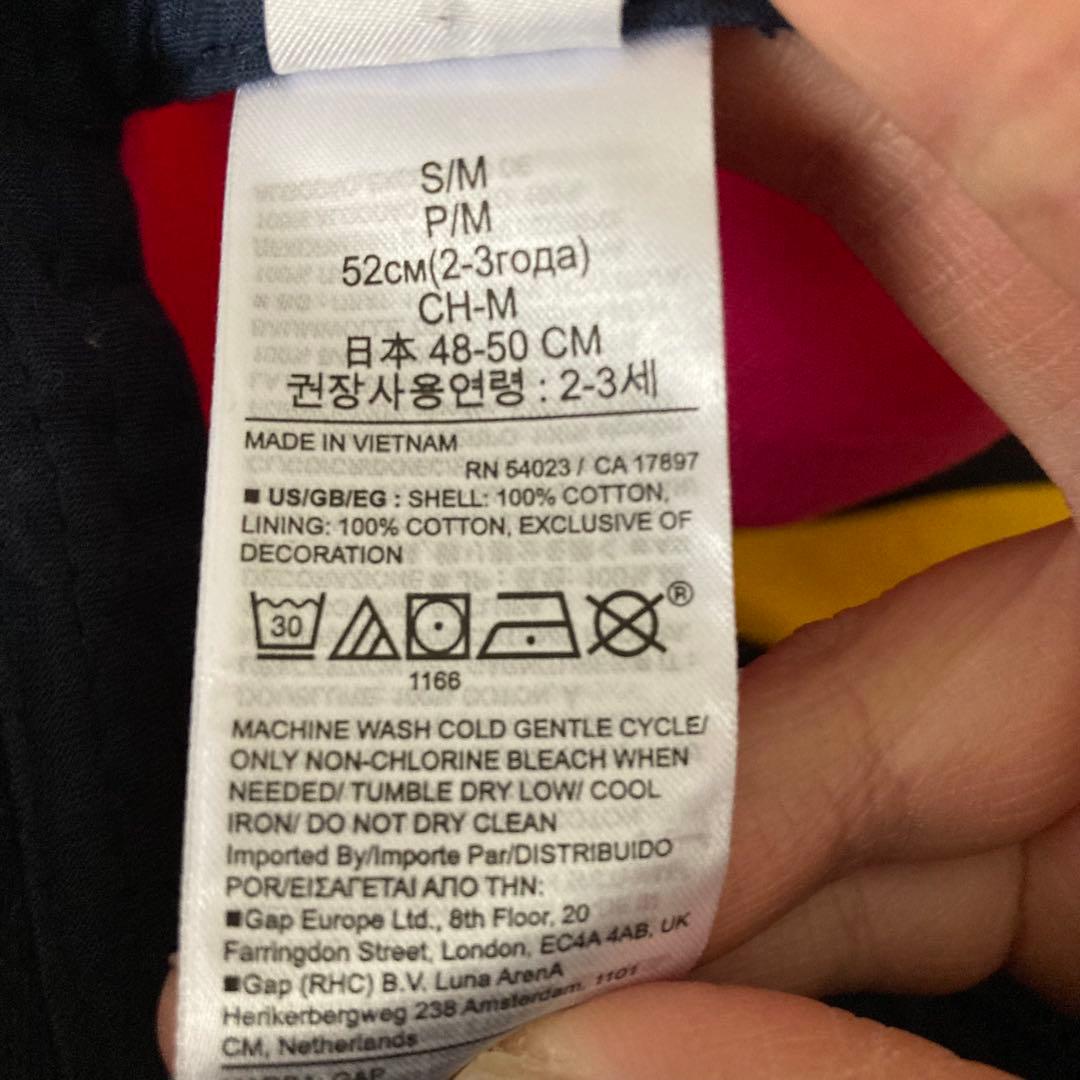 S/M
P/M
52см(2-3года)
CH-M
日本 48-50 CM
권장사용연령 : 2-3세
MADE IN VIETNAM
RN 54023 / CA 17897
■ US/GB/EG : SHELL: 100% COTTON,
LINING: 100% COTTON, EXCLUSIVE OF
DECORATION
30
®
1166
MACHINE WASH COLD GENTLE CYCLE/
ONLY NON-CHLORINE BLEACH WHEN
NEEDED/ TUMBLE DRY LOW/ COOL
IRON/ DO NOT DRY CLEAN
Imported By/Importe Par/DISTRIBUIDO
POR/ΕΙΣΑΓΕΤΑΙ ΑΠΟ ΤΗΝ:
■Gap Europe Ltd., 8th Floor, 20
Farringdon Street, London, EC4A 4AB, UK
■Gap (RHC) B.V. Luna ArenA
Herikerbergweg 238 Amsterdam, 1101
CM, Netherlands
GAP